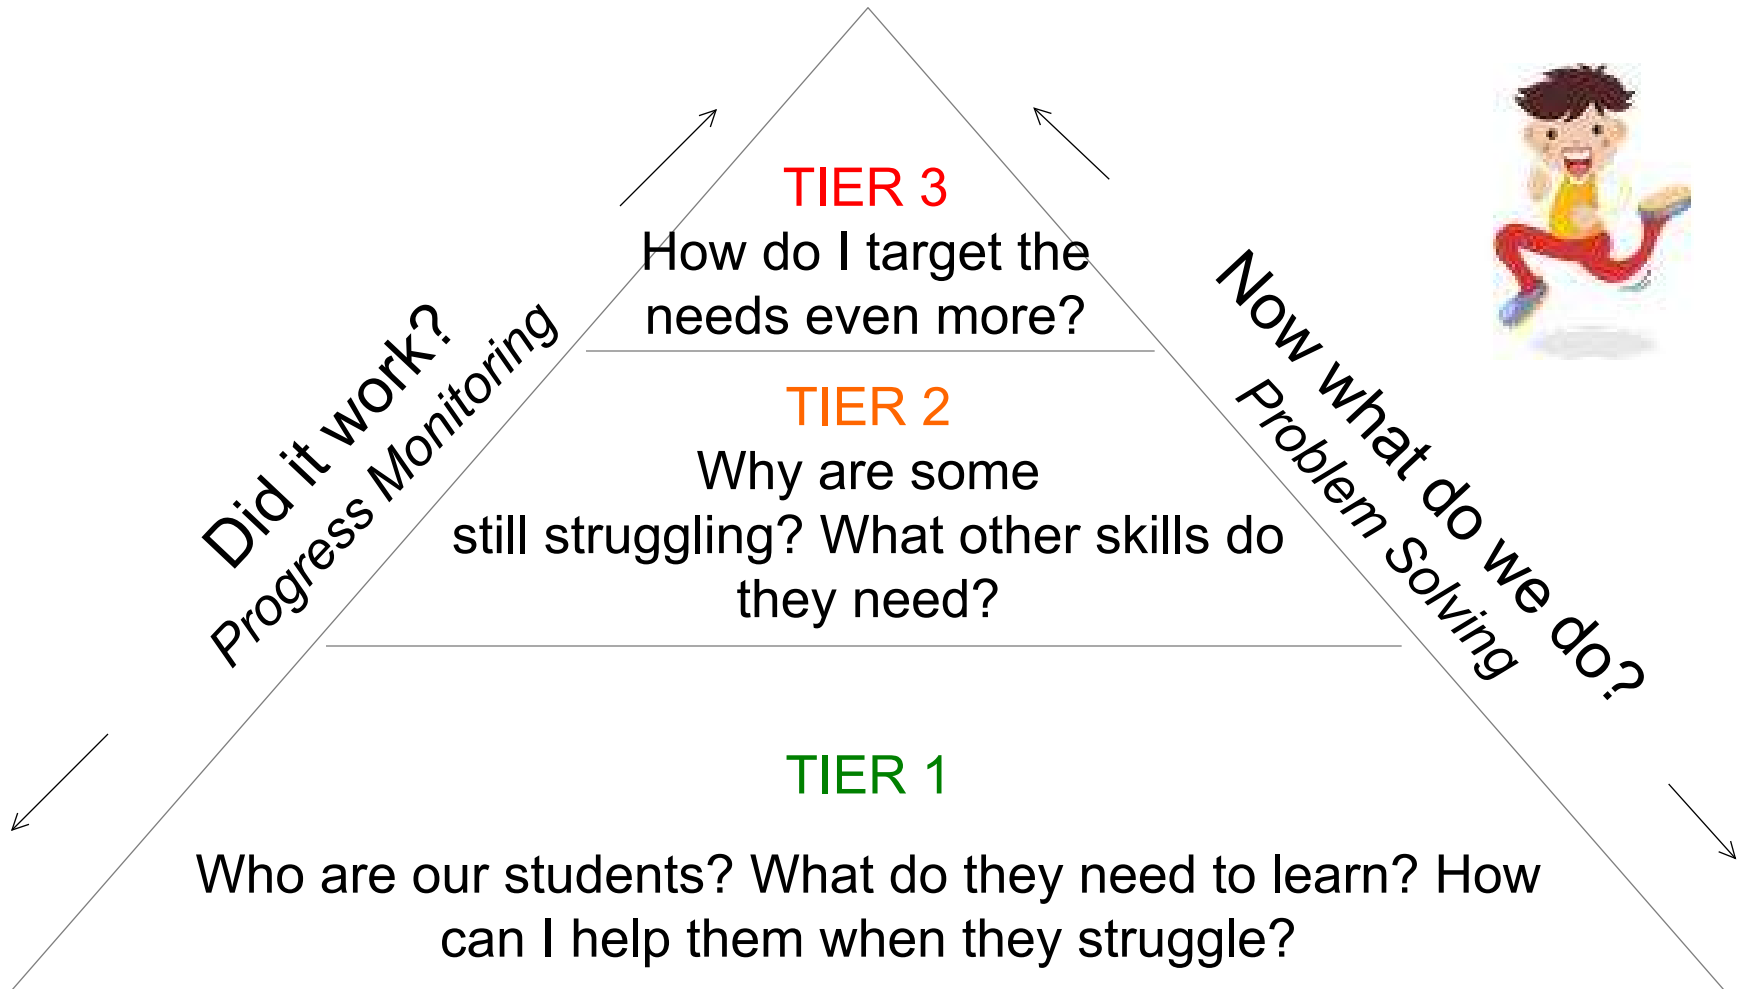 TIER 3
How do I target the
needs even more?
Did it work?
Progress Monitoring
Now what do we do?
Problem Solving
TIER 2
Why are some
still struggling? What other skills do
they need?
TIER 1
Who are our students? What do they need to learn? How
can I help them when they struggle?